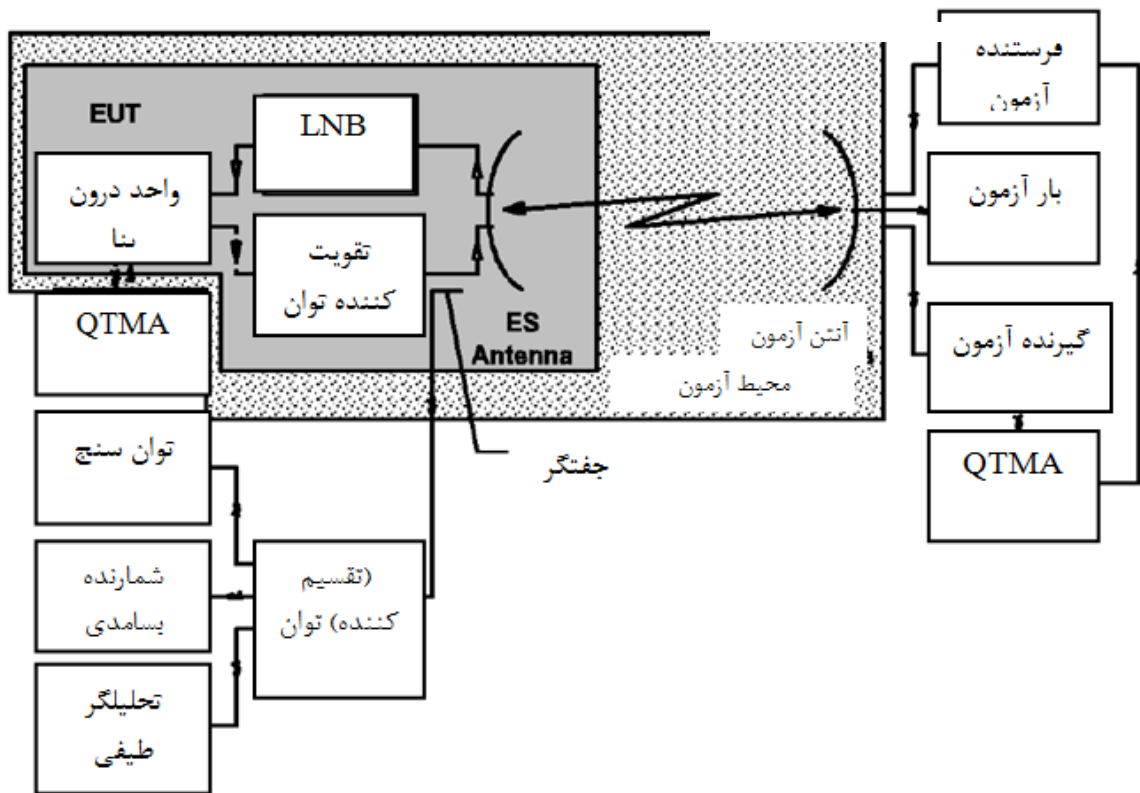 فرستنده
آزمون
EUT
LNB
واحد درون
بنا
تقویت
کننده توان
بار آزمون
QTMA
ES
Antenna
آنتن آزمون
محیط آزمون
گیرنده آزمون
توان سنج
جفتگر
QTMA
شمارنده
بسامدی
(تقسیم
کننده) توان
تحلیلگر
طیفی